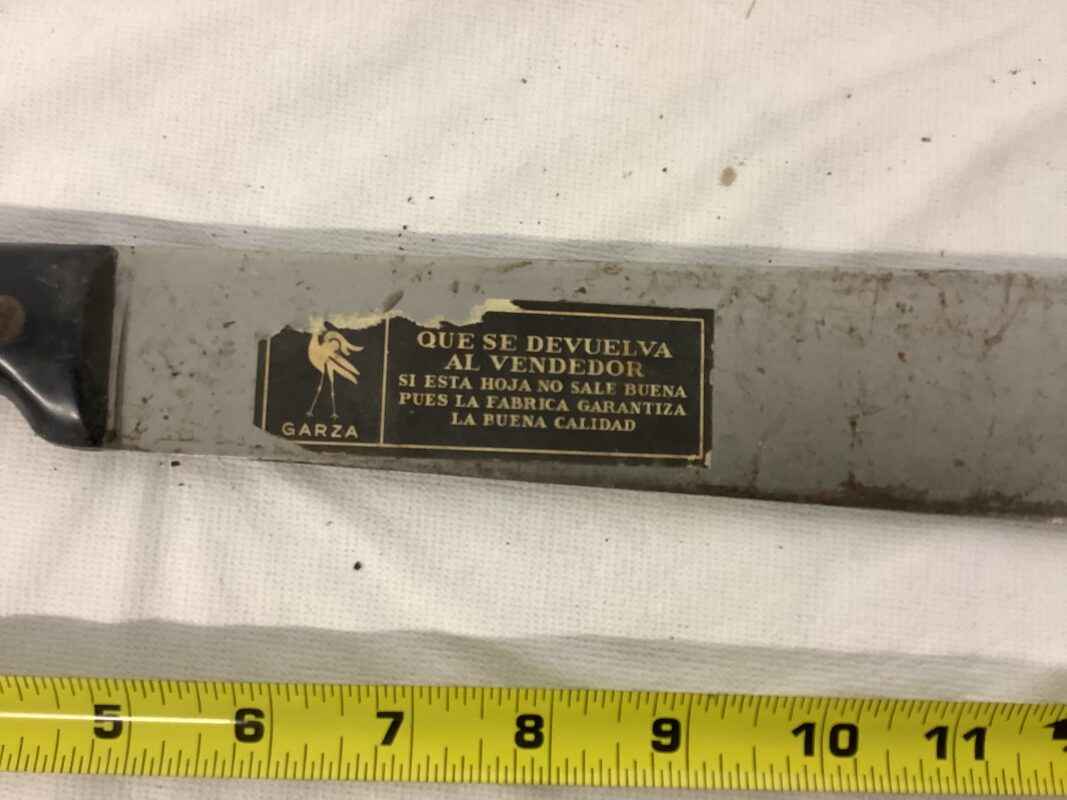 QUE SE DEVUELVA
AL VENDEDOR
SI ESTA HOJA NO SALE BUENA
PUES LA FABRICA GARANTIZA
LA BUENA CALIDAD
GARZA
5 6 7 8 9 10 11